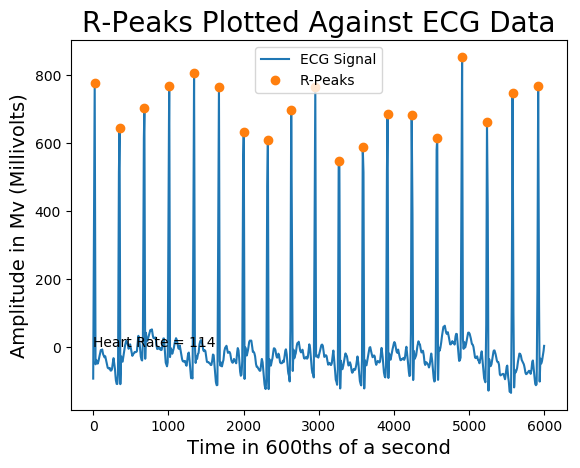 R-Peaks Plotted Against ECG Data
ECG Signal
R-Peaks
Amplitude in Mv (Millivolts)
800
600
400
200
0
Heart Rate = 114
0 1000 2000 3000 4000 5000 6000
Time in 600ths of a second